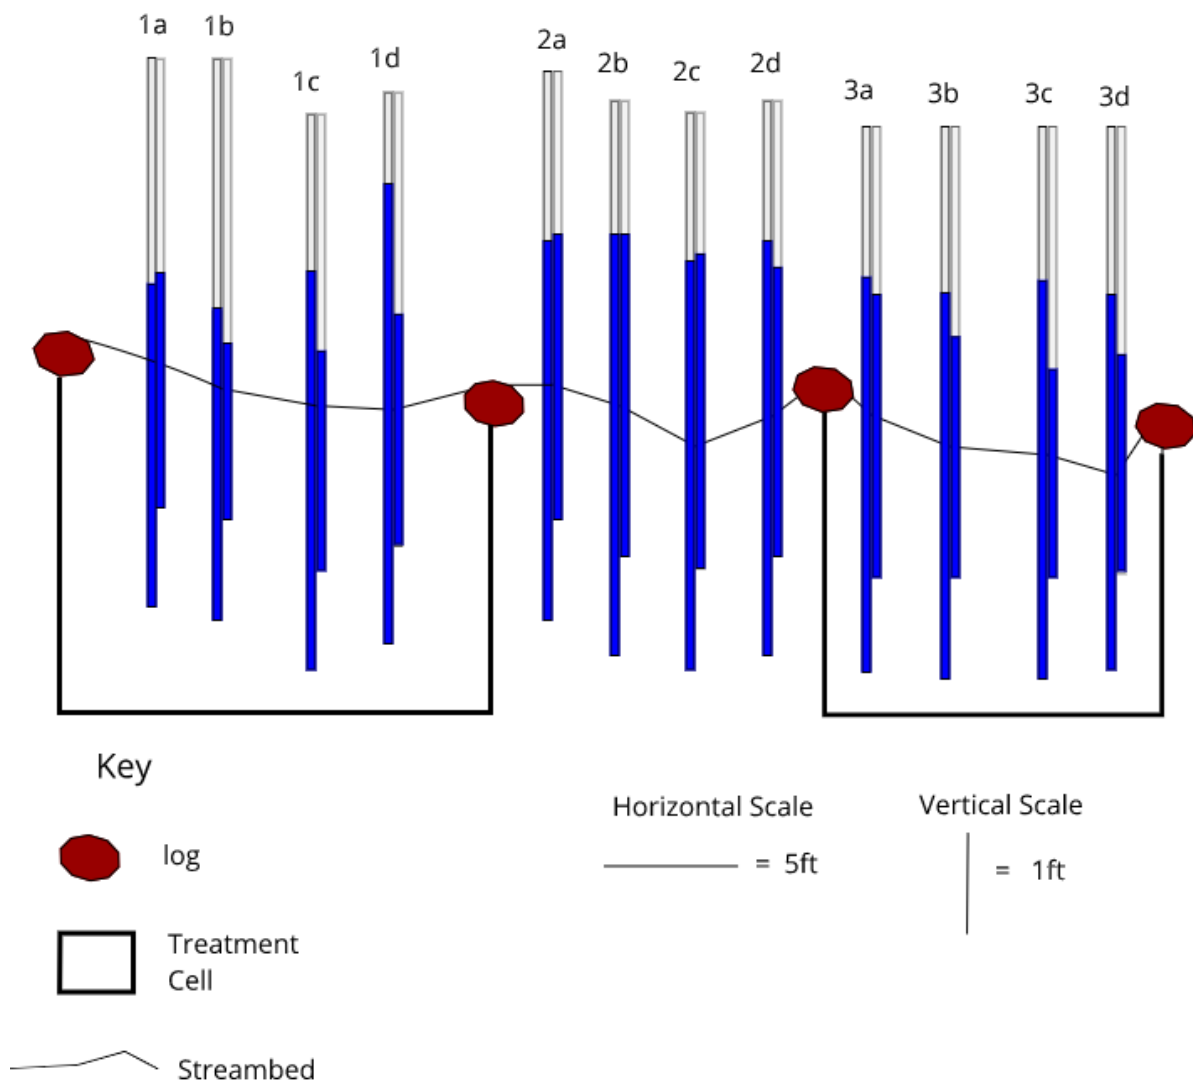 1a
1b
1c
1d
2a
2b
2c
2d
3a
3b
3c
3d
Key
log
Treatment
Cell
Streambed
Horizontal Scale
= 5ft
Vertical Scale
= 1ft